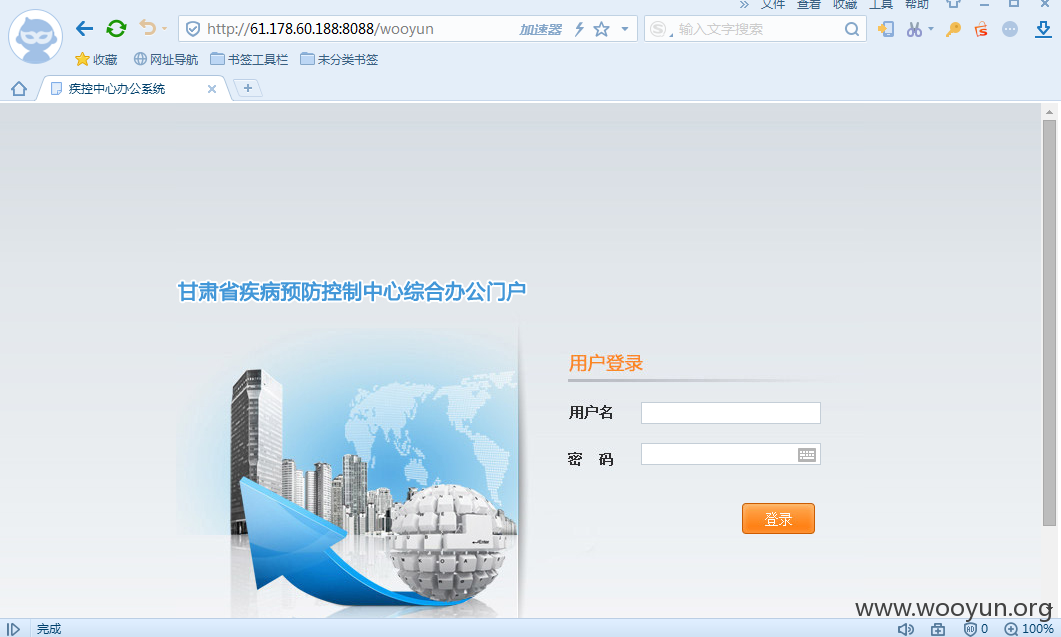 » 文件 查看 收藏 工具 帮助
http://61.178.60.188:8088/wooyun 加速器 输入文字搜索
收藏 网址导航 书签工具栏 未分类书签
疾控中心办公系统
甘肃省疾病预防控制中心综合办公门户
用户登录
用户名
密 码
登录
www.wooyun.org
完成 0 100%